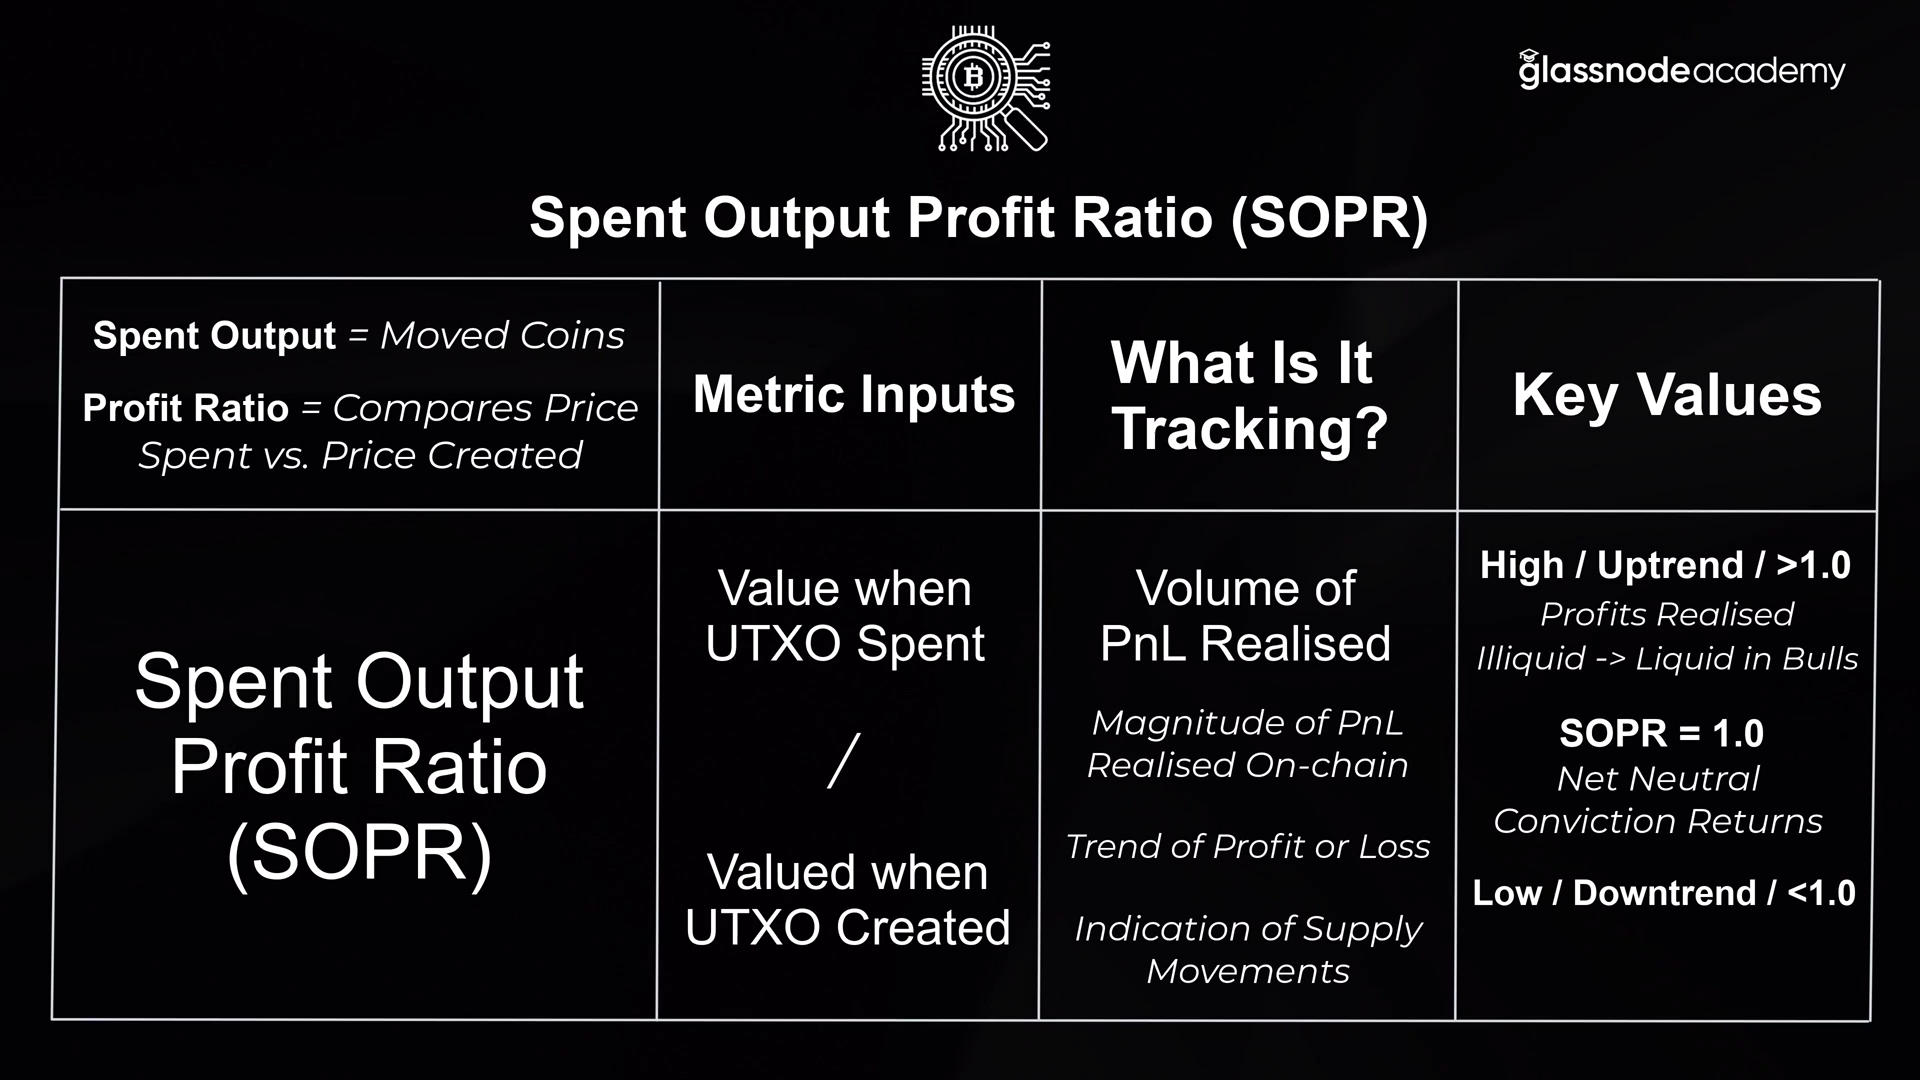 glassnodeacademy
Spent Output Profit Ratio (SOPR)
Spent Output = Moved Coins
Profit Ratio = Compares Price
Spent vs. Price Created
Metric Inputs
What Is It
Tracking?
Key Values
Spent Output
Profit Ratio
(SOPR)
Value when
UTXO Spent
/
Valued when
UTXO Created
Volume of
PnL Realised
Magnitude of PnL
Realised On-chain
Trend of Profit or Loss
Indication of Supply
Movements
High / Uptrend / >1.0
Profits Realised
Illiquid -> Liquid in Bulls
SOPR = 1.0
Net Neutral
Conviction Returns
Low / Downtrend / <1.0